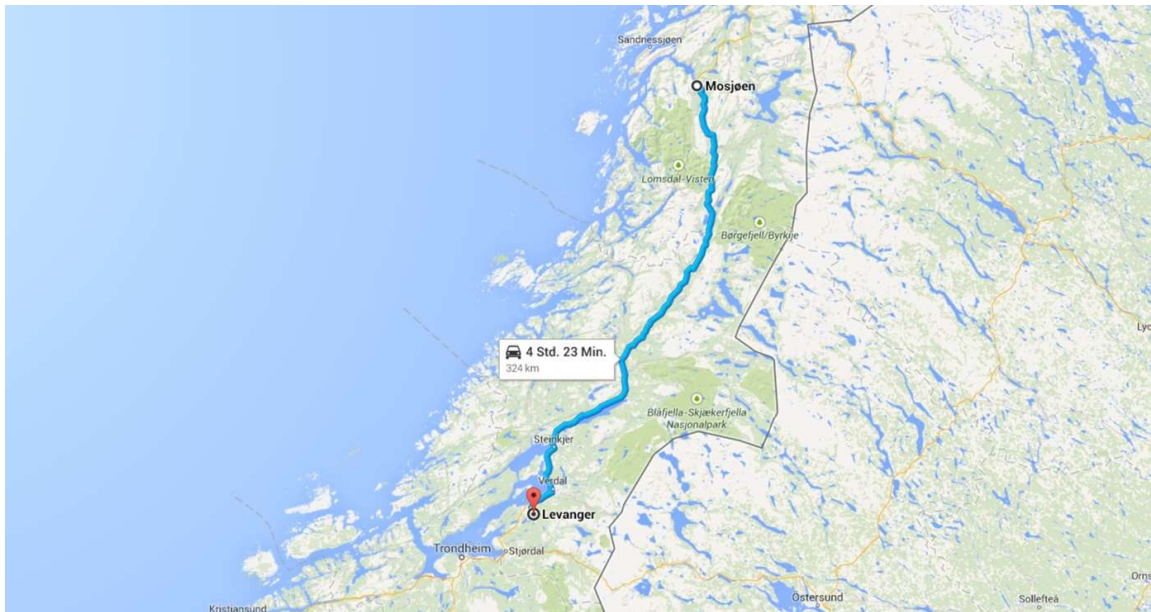 Sandnessjøen
Mosjøen
Lomsdal-Visten
Børgefjell/Byrkije
Lyc
4 Std. 23 Min.
324 km
Blåfjella-Skjækerfjella
Nasjonalpark
Steinkjer
Verdal
Levanger
Trondheim
Stjørdal
Östersund
Sollefteå
Orns
Kristiansund